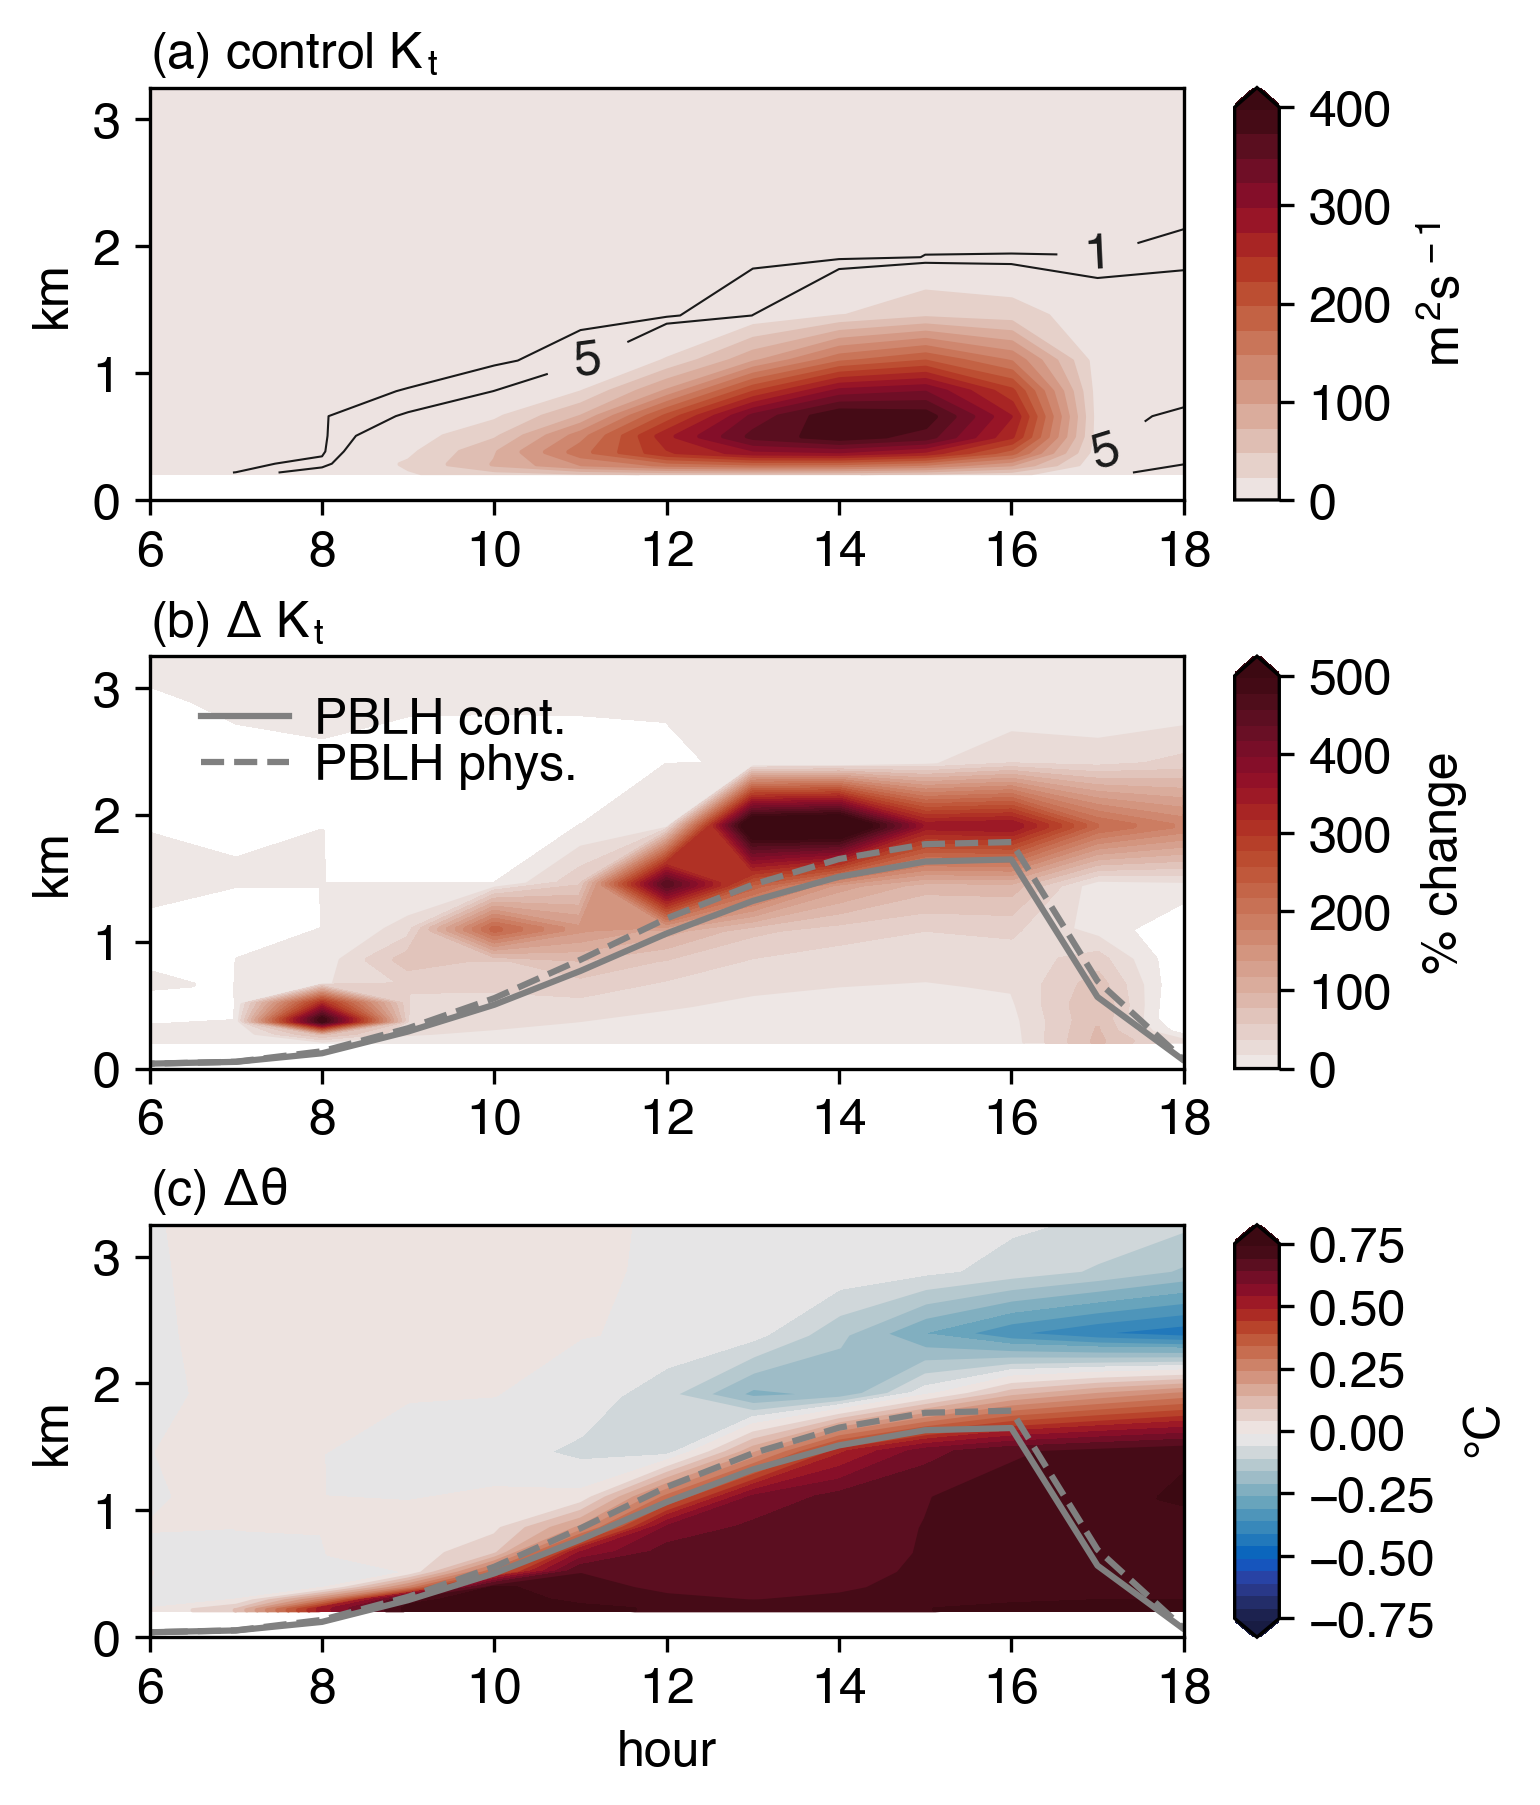 (a) control Kt
3
2
1
0
km
1
5
5
6 8 10 12 14 16 18
400
300
200
100
0
m²s⁻¹
(b) Δ Kt
PBLH cont.
PBLH phys.
3
2
1
0
km
6 8 10 12 14 16 18
500
400
300
200
100
0
% change
(c) Δθ
3
2
1
0
km
6 8 10 12 14 16 18
hour
0.75
0.50
0.25
0.00
−0.25
−0.50
−0.75
°C